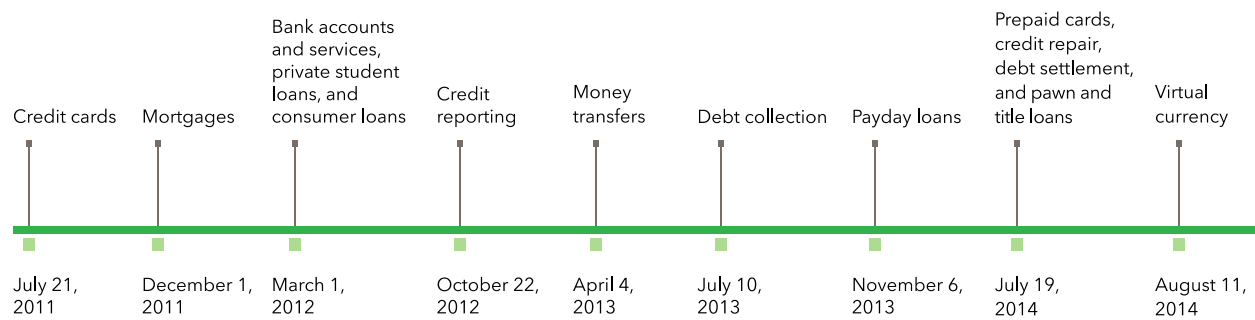 Credit cards
Mortgages
Bank accounts
and services,
private student
loans, and
consumer loans
Credit
reporting
Money
transfers
Debt collection
Payday loans
Prepaid cards,
credit repair,
debt settlement,
and pawn and
title loans
Virtual
currency
July 21,
2011
December 1,
2011
March 1,
2012
October 22,
2012
April 4,
2013
July 10,
2013
November 6,
2013
July 19,
2014
August 11,
2014